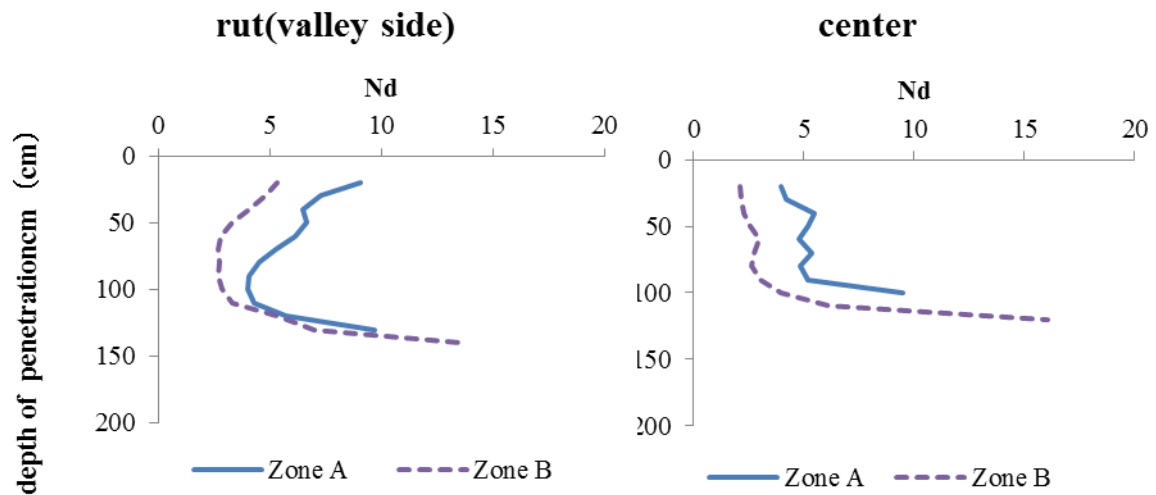 rut(valley side)
center
Nd
0 5 10 15 20
0
50
100
150
200
depth of penetrationcm (cm)
Zone A Zone B
Nd
0 5 10 15 20
0
50
100
150
200
Zone A Zone B